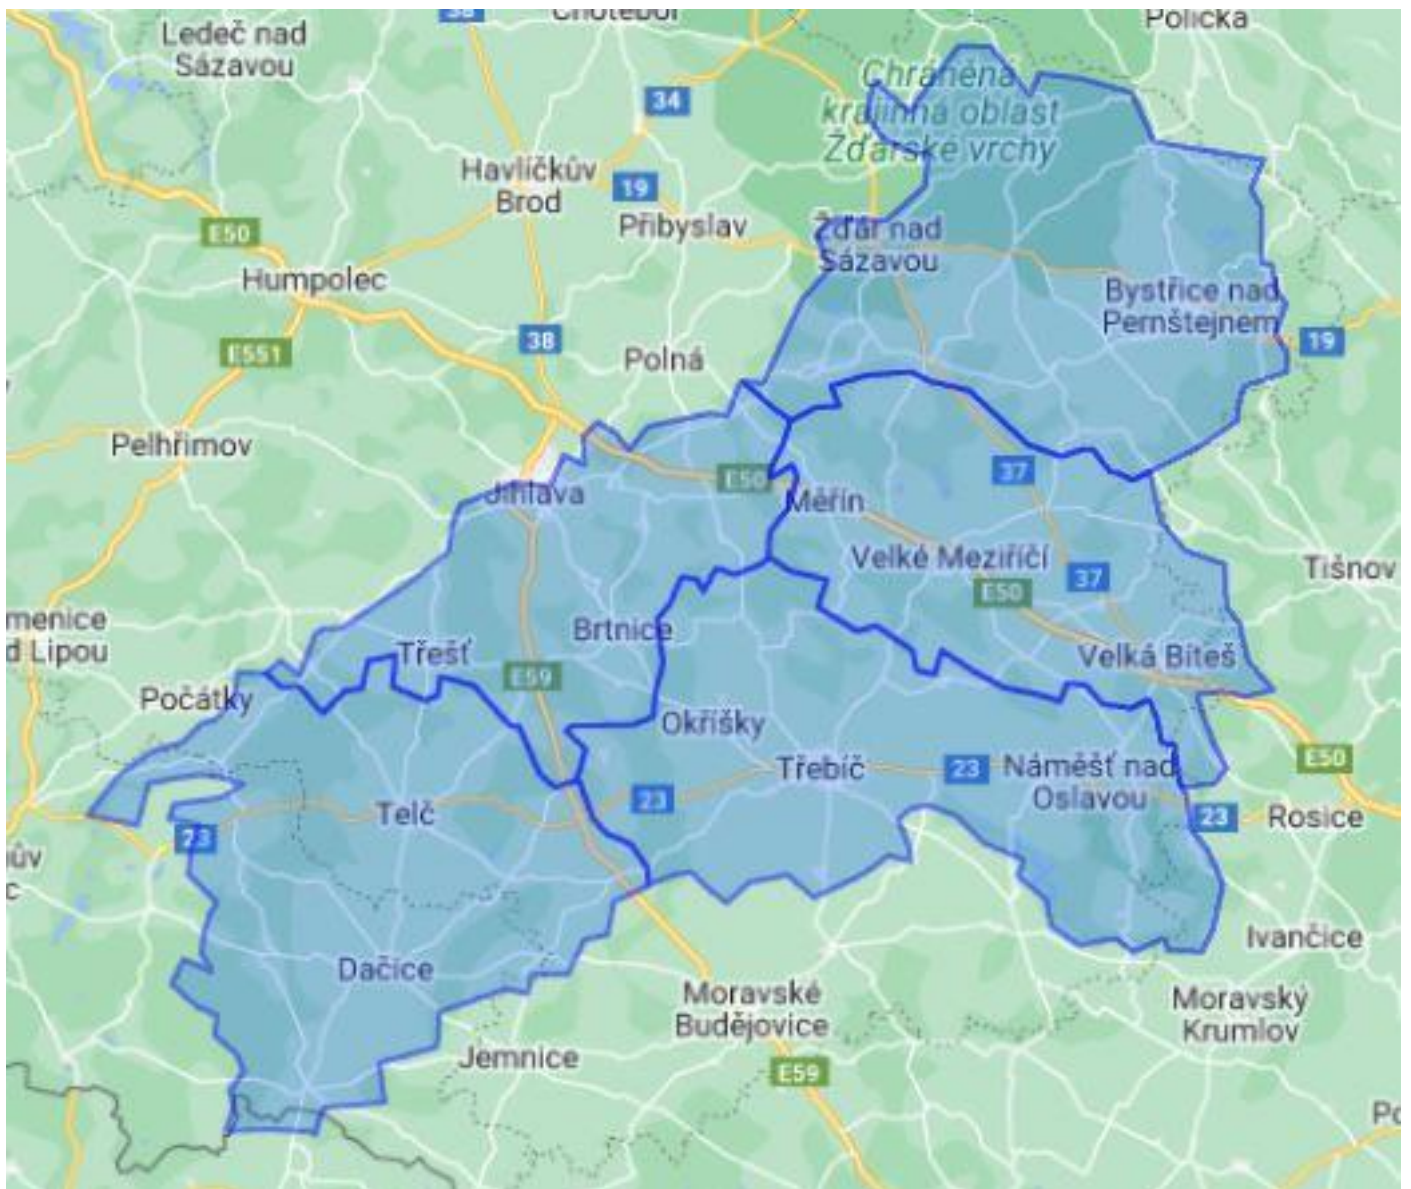 38
Chotěboř
Polička
Ledeč nad
Sázavou
Chráněná
krajinná oblast
Žďárské vrchy
34
Havlíčkův
Brod
19
Přibyslav
E50
Žďár nad
Sázavou
Humpolec
Bystřice nad
Pernštejnem
E551
38
19
Polná
Pelhřimov
37
E50
Jihlava
Měřín
Velké Meziříčí
Tišnov
37
E50
menice
d Lipou
Brtnice
Třešť
Velká Bíteš
E59
Počátky
Okříšky
E50
Třebíč
23
Náměšť nad
Oslavou
23
Telč
23
Rosice
23
ův
c
Ivančice
Dačice
Moravské
Budějovice
Moravský
Krumlov
Jemnice
E59
Po